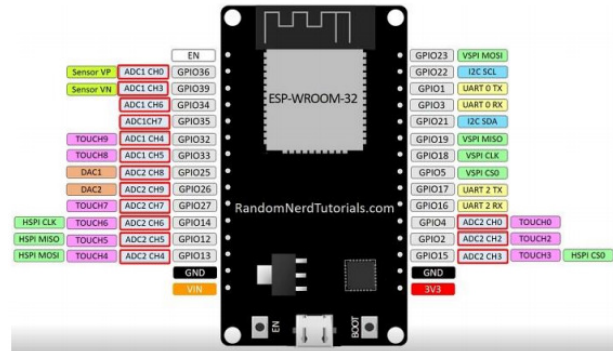 EN
Sensor VP ADC1 CH0 GPIO36
Sensor VN ADC1 CH3 GPIO39
ADC1 CH6 GPIO34
ADC1CH7 GPIO35
TOUCH9 ADC1 CH4 GPIO32
TOUCH8 ADC1 CH5 GPIO33
DAC1 ADC2 CH8 GPIO25
DAC2 ADC2 CH9 GPIO26
TOUCH7 ADC2 CH7 GPIO27
HSPI CLK TOUCH6 ADC2 CH6 GPIO14
HSPI MISO TOUCH5 ADC2 CH5 GPIO12
HSPI MOSI TOUCH4 ADC2 CH4 GPIO13
GND
VIN
ESP-WROOM-32
RandomNerdTutorials.com
EN
BOOT
GPIO23 VSPI MOSI
GPIO22 I2C SCL
GPIO1 UART 0 TX
GPIO3 UART 0 RX
GPIO21 I2C SDA
GPIO19 VSPI MISO
GPIO18 VSPI CLK
GPIO5 VSPI CS0
GPIO17 UART 2 TX
GPIO16 UART 2 RX
GPIO4 ADC2 CH0 TOUCH0
GPIO2 ADC2 CH2 TOUCH2
GPIO15 ADC2 CH3 TOUCH3 HSPI CS0
GND
3V3